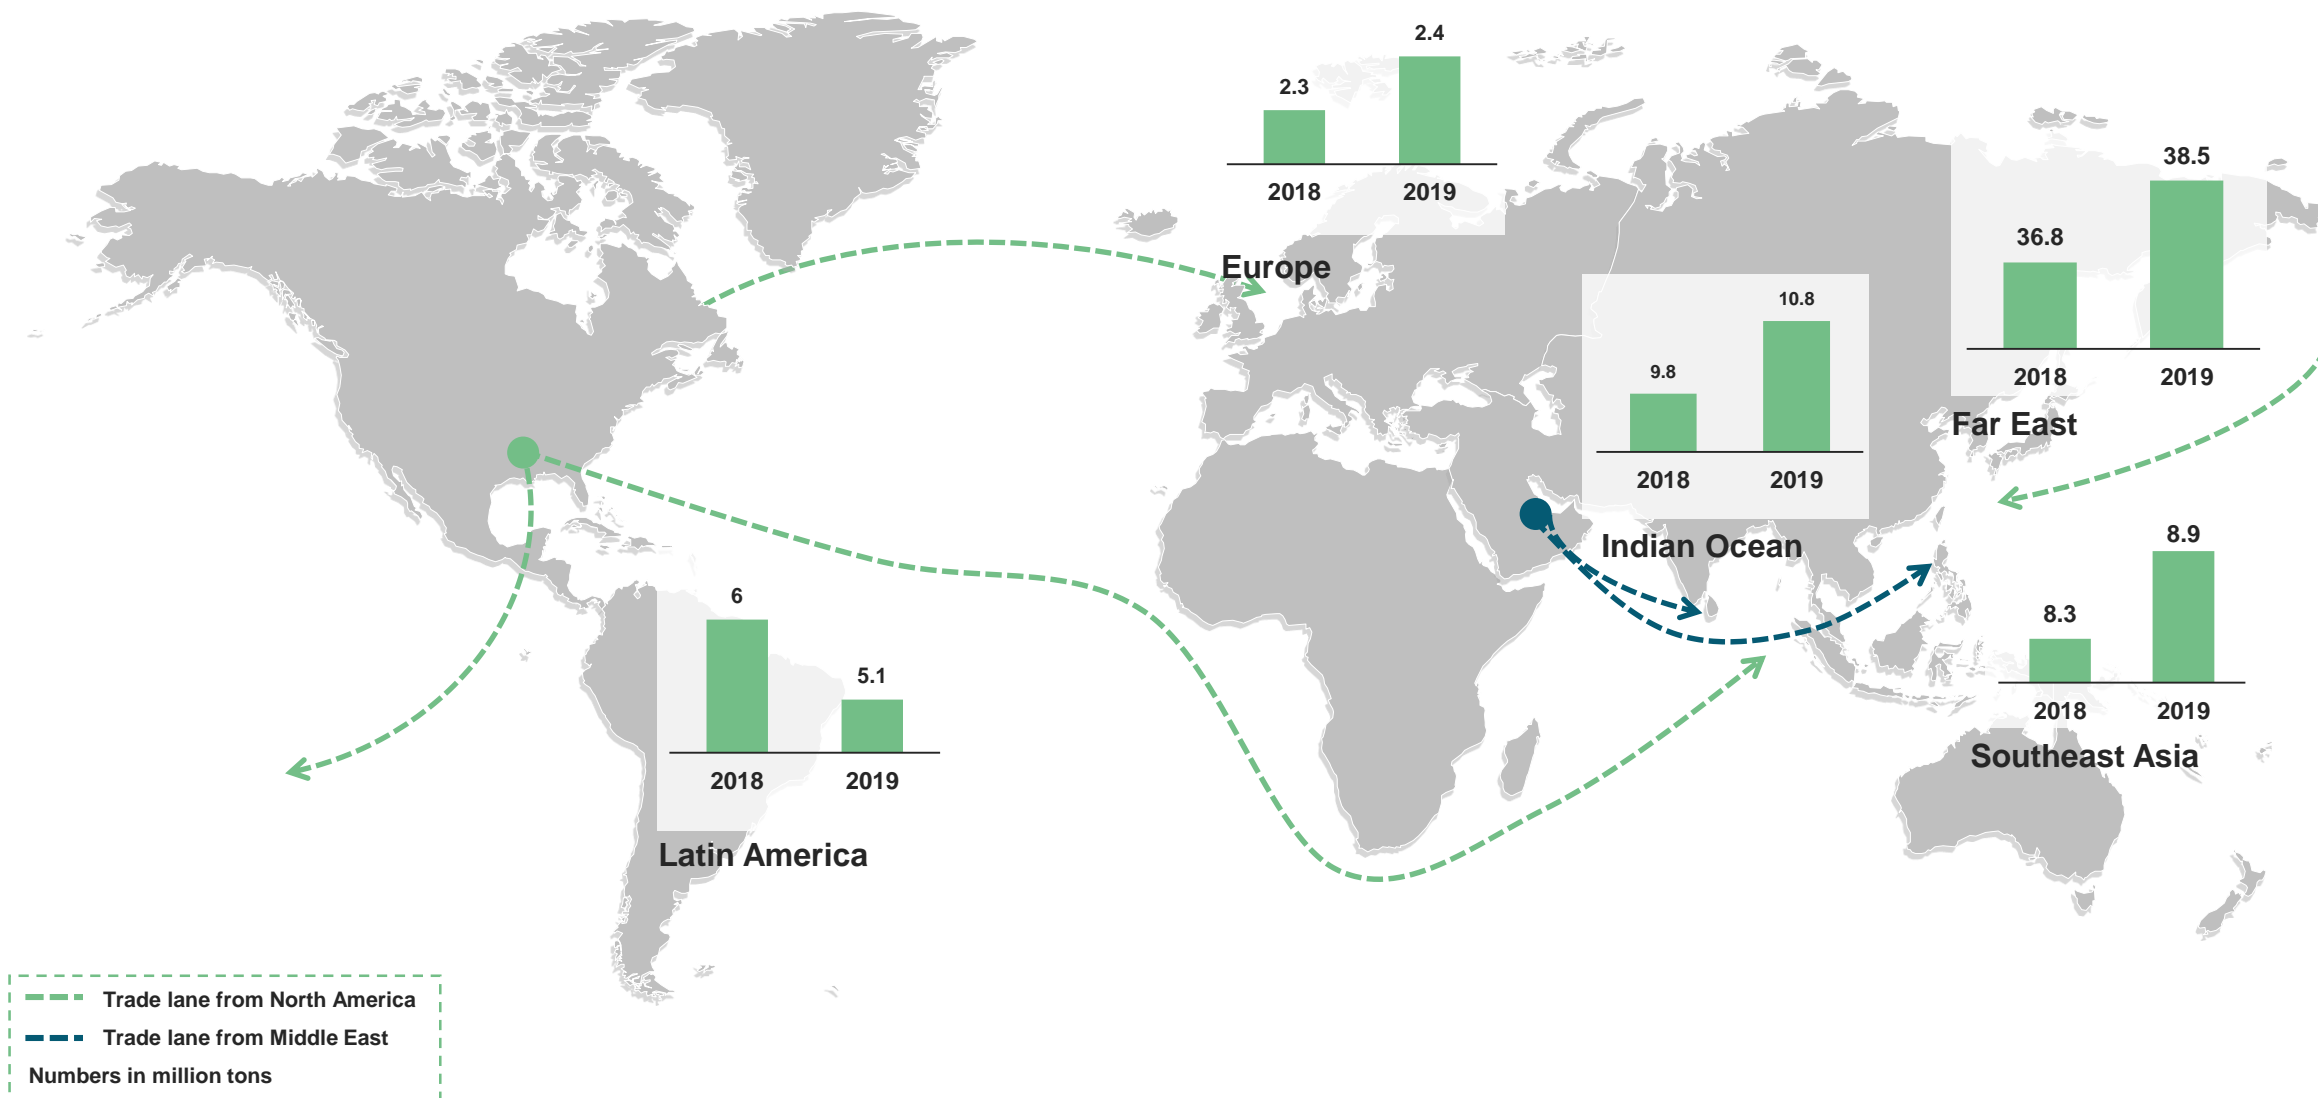 2.4
2.3
2018 2019
Europe
38.5
36.8
2018 2019
Far East
10.8
9.8
2018 2019
Indian Ocean
8.9
8.3
2018 2019
Southeast Asia
6
5.1
2018 2019
Latin America
Trade lane from North America
Trade lane from Middle East
Numbers in million tons